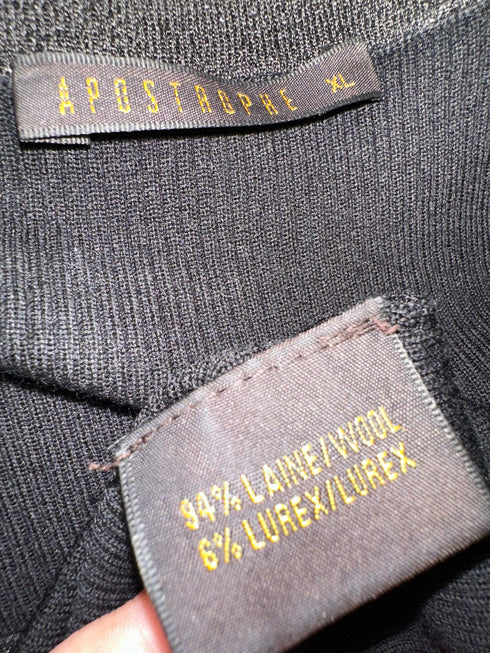 APOSTROPHE XL
94% LAINE/WOOL
6% LUREX/LUREX